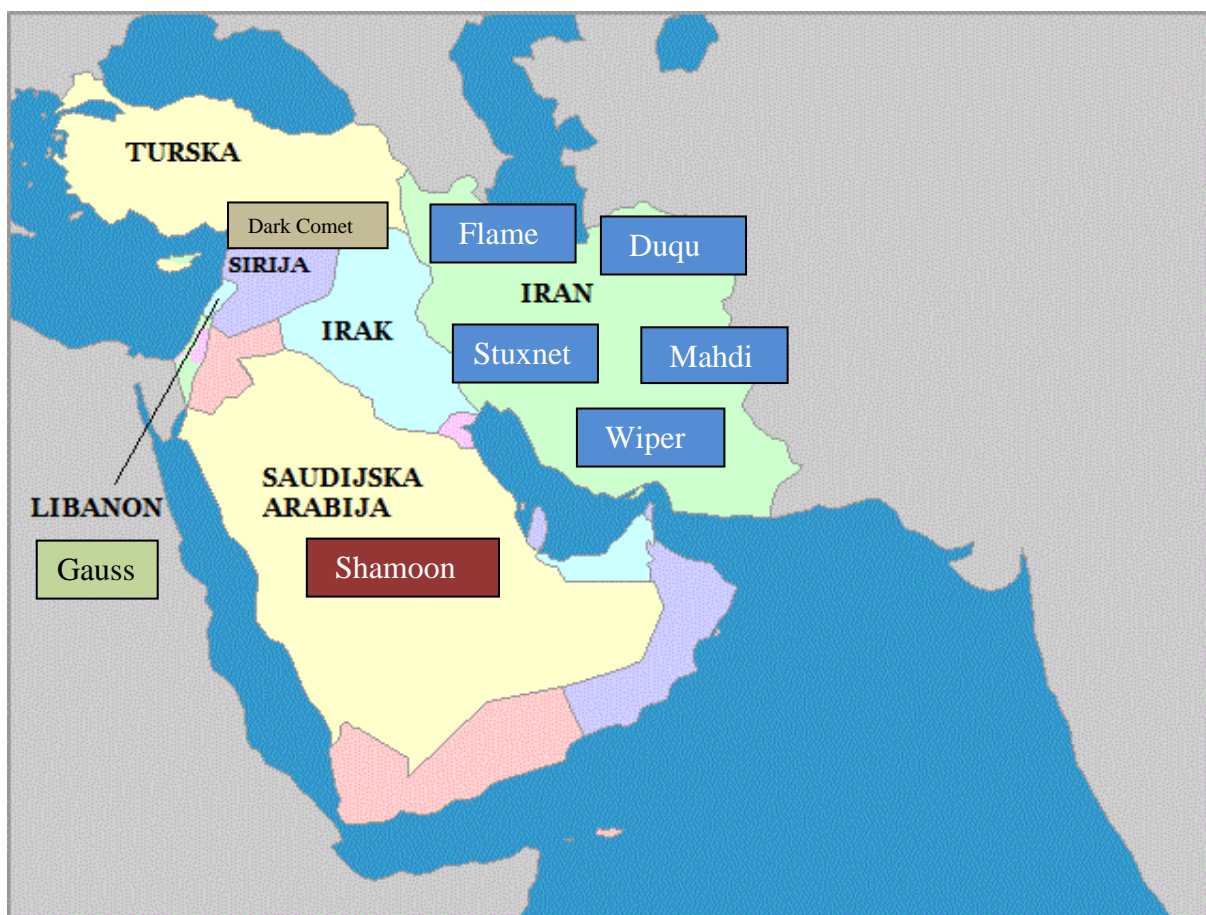 TURSKA
Dark Comet
Flame
Duqu
SIRIJA
IRAN
IRAK
Stuxnet
Mahdi
Wiper
SAUDIJSKA
ARABIJA
LIBANON
Gauss
Shamoon